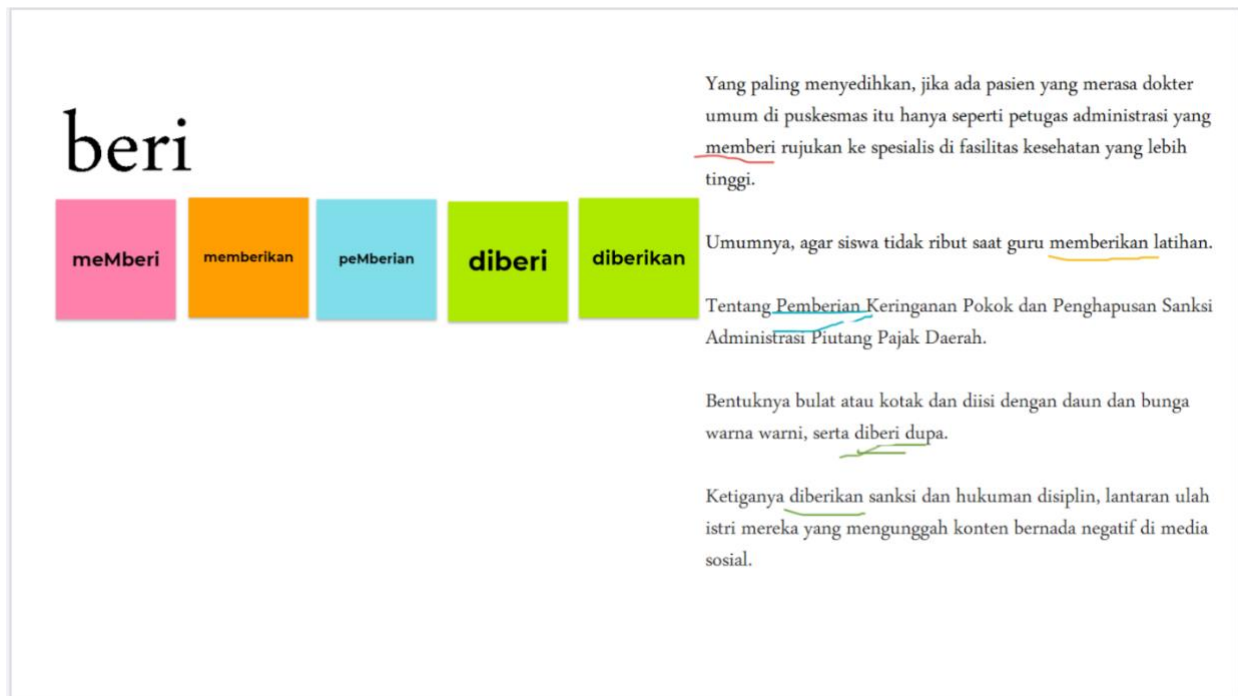 beri
meMberi
memberikan
peMberian
diberi
diberikan
Yang paling menyedihkan, jika ada pasien yang merasa dokter
umum di puskesmas itu hanya seperti petugas administrasi yang
memberi rujukan ke spesialis di fasilitas kesehatan yang lebih
tinggi.
Umumnya, agar siswa tidak ribut saat guru memberikan latihan.
Tentang Pemberian Keringanan Pokok dan Penghapusan Sanksi
Administrasi Piutang Pajak Daerah.
Bentuknya bulat atau kotak dan diisi dengan daun dan bunga
warna warni, serta diberi dupa.
Ketiganya diberikan sanksi dan hukuman disiplin, lantaran ulah
istri mereka yang mengunggah konten bernada negatif di media
sosial.